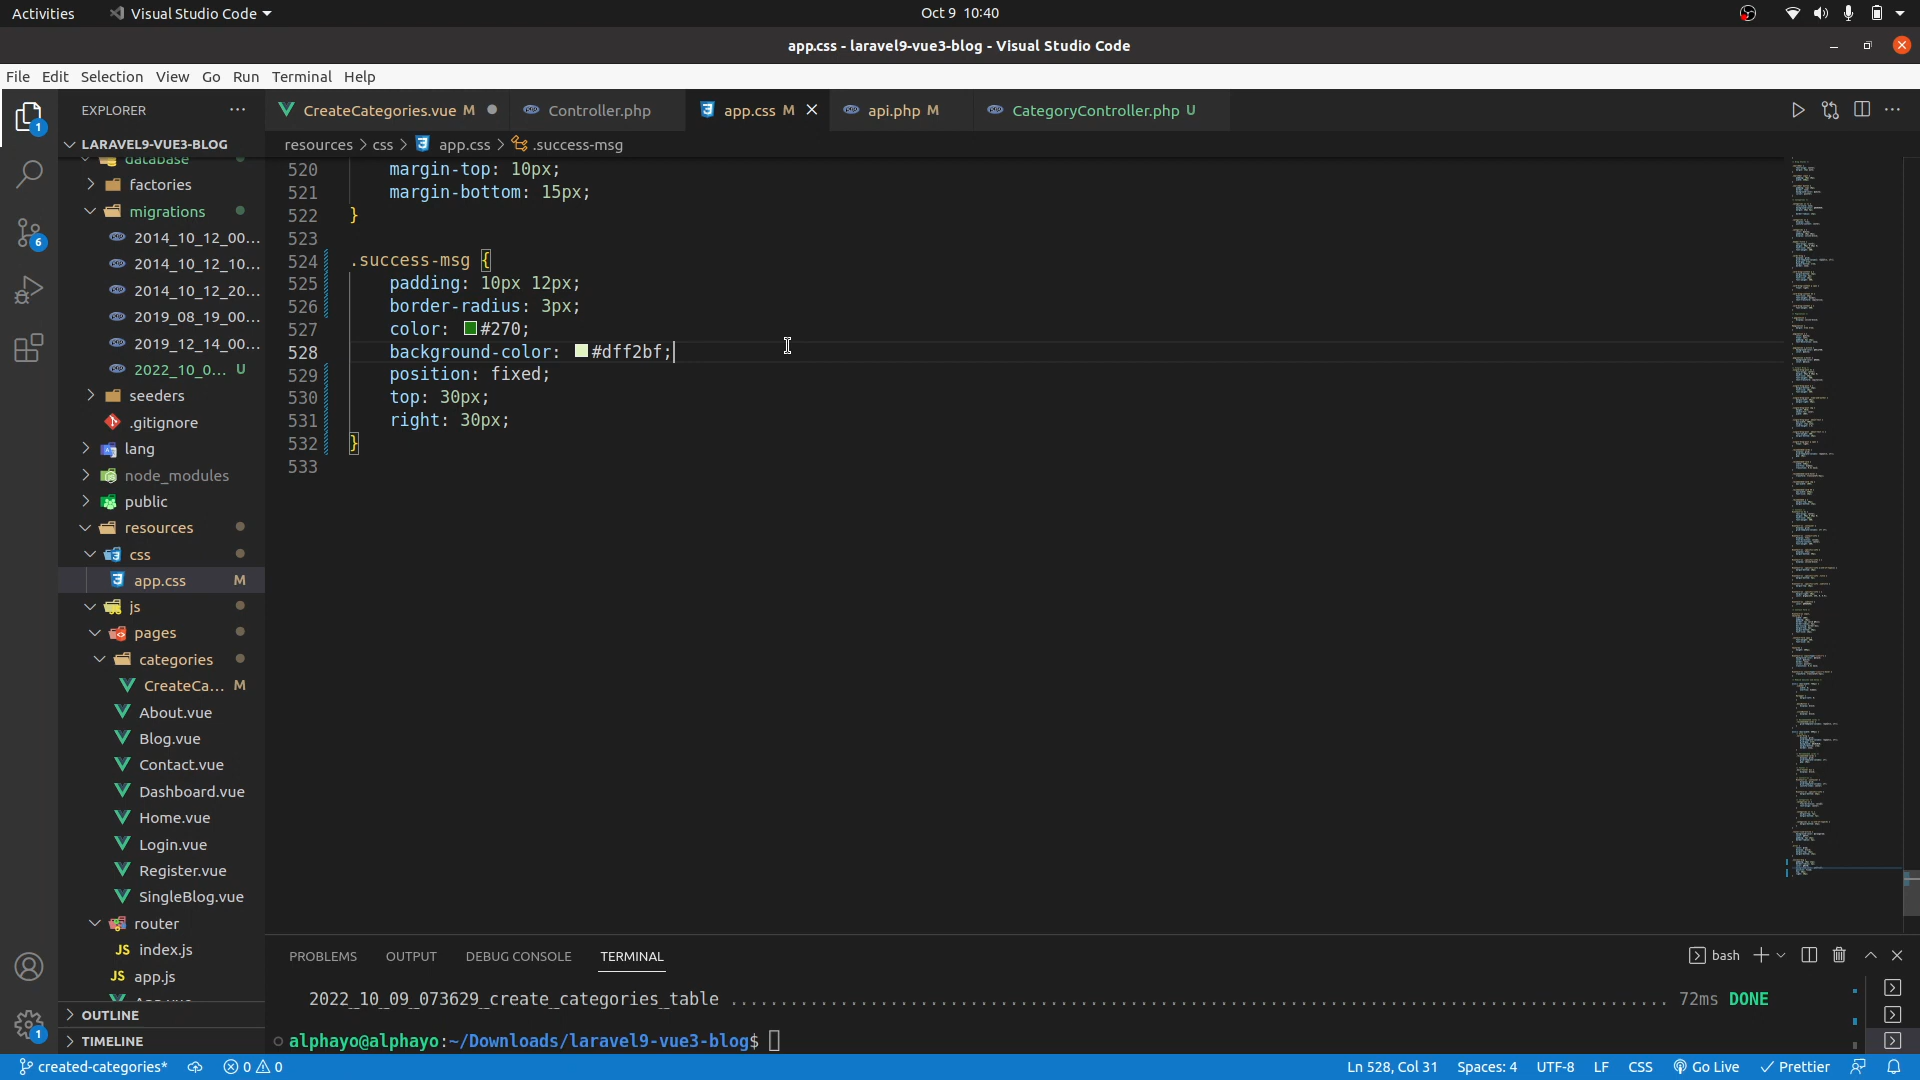 Activities
Visual Studio Code
Oct 9 10:40
app.css - laravel9-vue3-blog - Visual Studio Code
File Edit Selection View Go Run Terminal Help
EXPLORER
CreateCategories.vue M
Controller.php
app.css M
api.php M
CategoryController.php U
LARAVEL9-VUE3-BLOG
resources > css > app.css > .success-msg
database
factories
migrations
2014_10_12_00...
2014_10_12_10...
2014_10_12_20...
2019_08_19_00...
2019_12_14_00...
2022_10_0... U
seeders
.gitignore
lang
node_modules
public
resources
css
app.css M
js
pages
categories
CreateCa... M
About.vue
Blog.vue
Contact.vue
Dashboard.vue
Home.vue
Login.vue
Register.vue
SingleBlog.vue
router
JS index.js
JS app.js
OUTLINE
TIMELINE
1
6
1
520 margin-top: 10px;
521 margin-bottom: 15px;
522 }
523
524 .success-msg {
525 padding: 10px 12px;
526 border-radius: 3px;
527 color: #270;
528 background-color: #dff2bf;
529 position: fixed;
530 top: 30px;
531 right: 30px;
532 }
533
PROBLEMS OUTPUT DEBUG CONSOLE TERMINAL
bash
2022_10_09_073629_create_categories_table ........................................................................................ 72ms DONE
alphayo@alphayo:~/Downloads/laravel9-vue3-blog$
created-categories* 0 0 Ln 528, Col 31 Spaces: 4 UTF-8 LF CSS Go Live Prettier